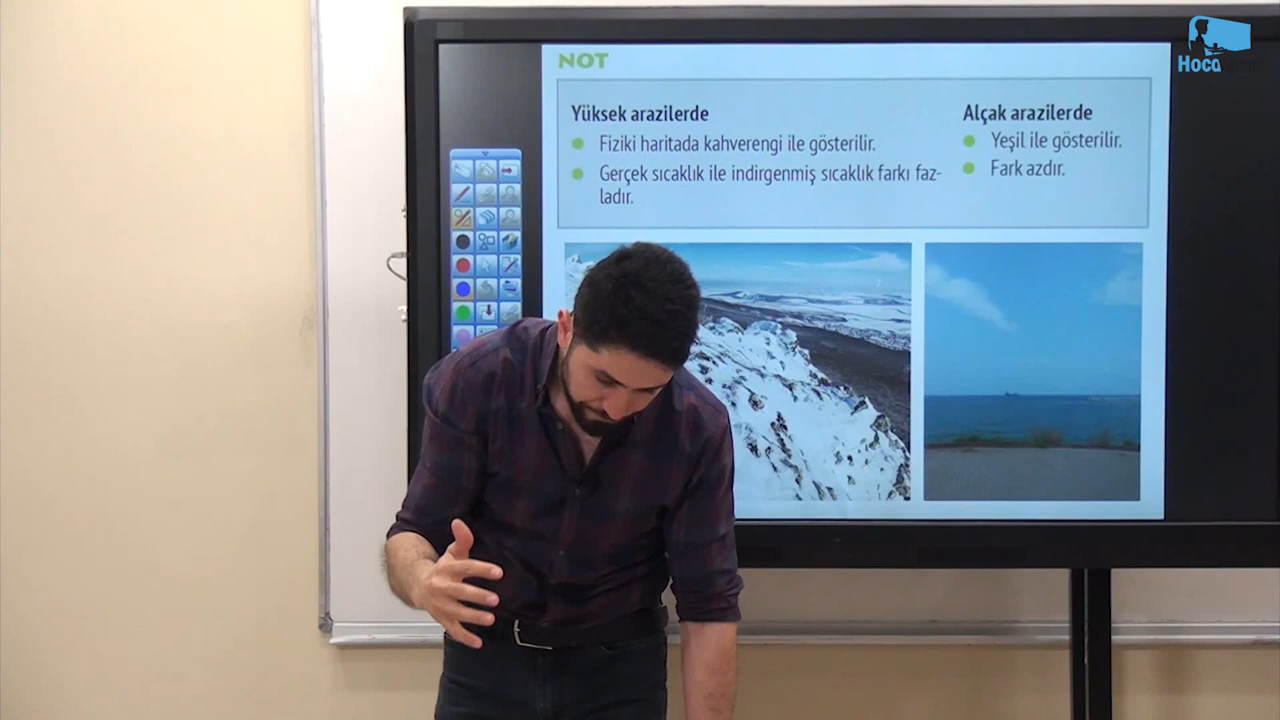 NOT
Yüksek arazilerde
Fiziki haritada kahverengi ile gösterilir.
Gerçek sıcaklık ile indirgenmiş sıcaklık farkı faz-
ladır.
Alçak arazilerde
Yeşil ile gösterilir.
Fark azdır.
Hoca